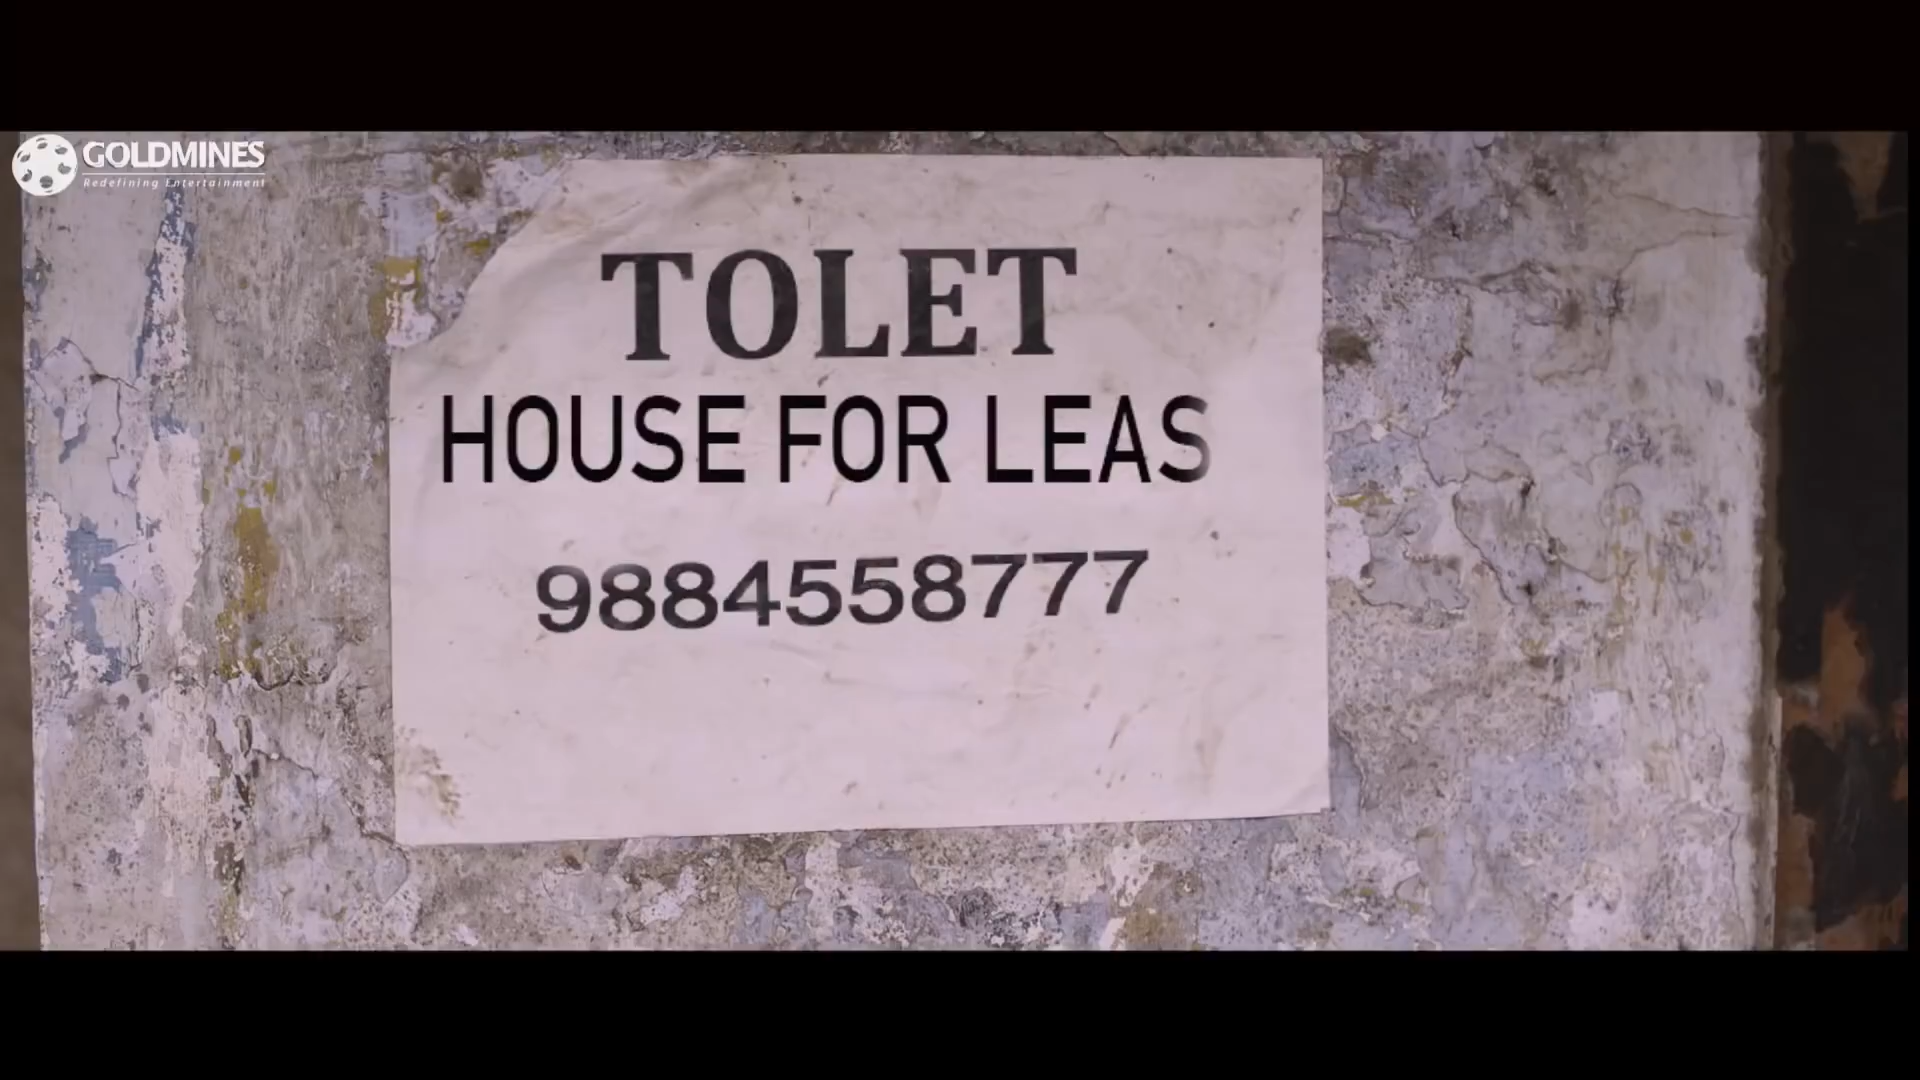 GOLDMINES
Redefining Entertainment
TOLET
HOUSE FOR LEAS
9884558777